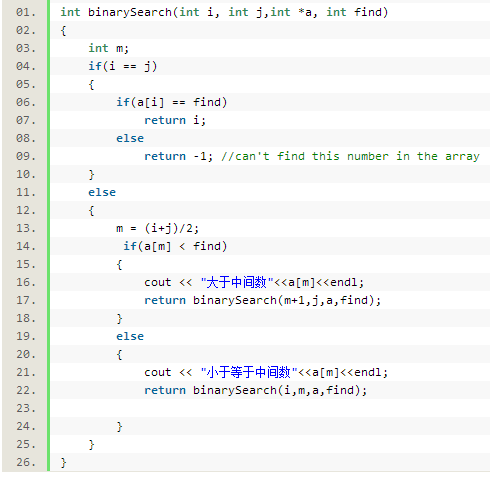 01. int binarySearch(int i, int j,int *a, int find)
02. {
03.     int m;
04.     if(i == j)
05.     {
06.         if(a[i] == find)
07.             return i;
08.         else
09.             return -1; //can't find this number in the array
10.     }
11.     else
12.     {
13.         m = (i+j)/2;
14.          if(a[m] < find)
15.         {
16.             cout << "大于中间数"<<a[m]<<endl;
17.             return binarySearch(m+1,j,a,find);
18.         }
19.         else
20.         {
21.             cout << "小于等于中间数"<<a[m]<<endl;
22.             return binarySearch(i,m,a,find);
23.
24.         }
25.     }
26. }